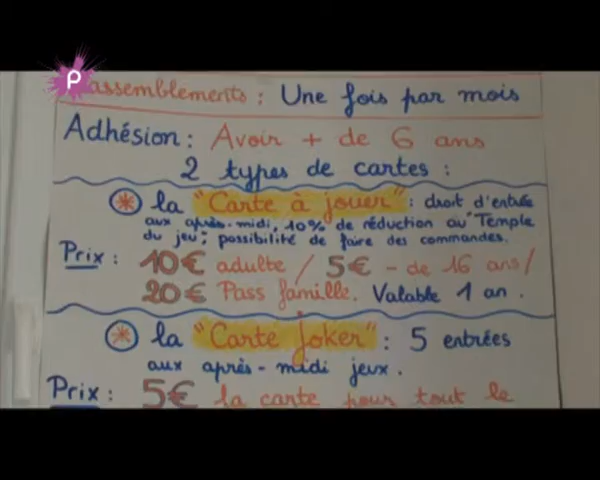 P
Rassemblements : Une fois par mois
Adhésion : Avoir + de 6 ans
2 types de cartes :
la "Carte à jouer" : droit d'entrée
aux après-midi, 10% de réduction au Temple
du jeu ; possibilité de faire des commandes.
Prix : 10€ adulte / 5€ - de 16 ans /
20€ Pass famille. Valable 1 an.
la "Carte Joker" : 5 entrées
aux après-midi jeux.
Prix : 5€ la carte pour tout le